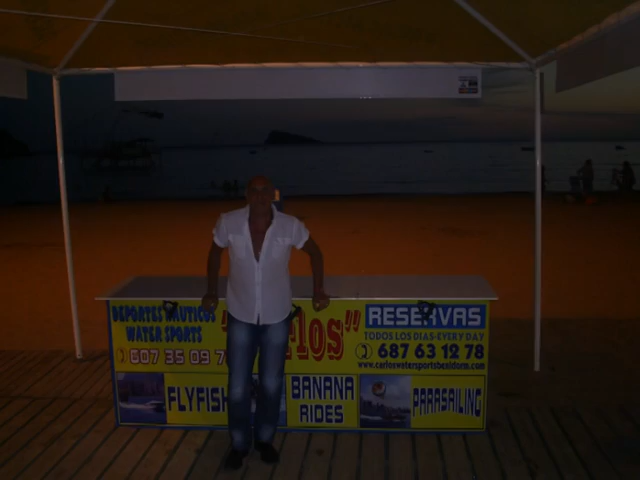 DEPORTES NAUTICOS
WATER SPORTS
607 35 09 7
RESERVAS
TODOS LOS DIAS-EVERY DAY
687 63 12 78
www.carloswatersportsbenidorm.com
FLYFISH
BANANA
RIDES
PARASAILING